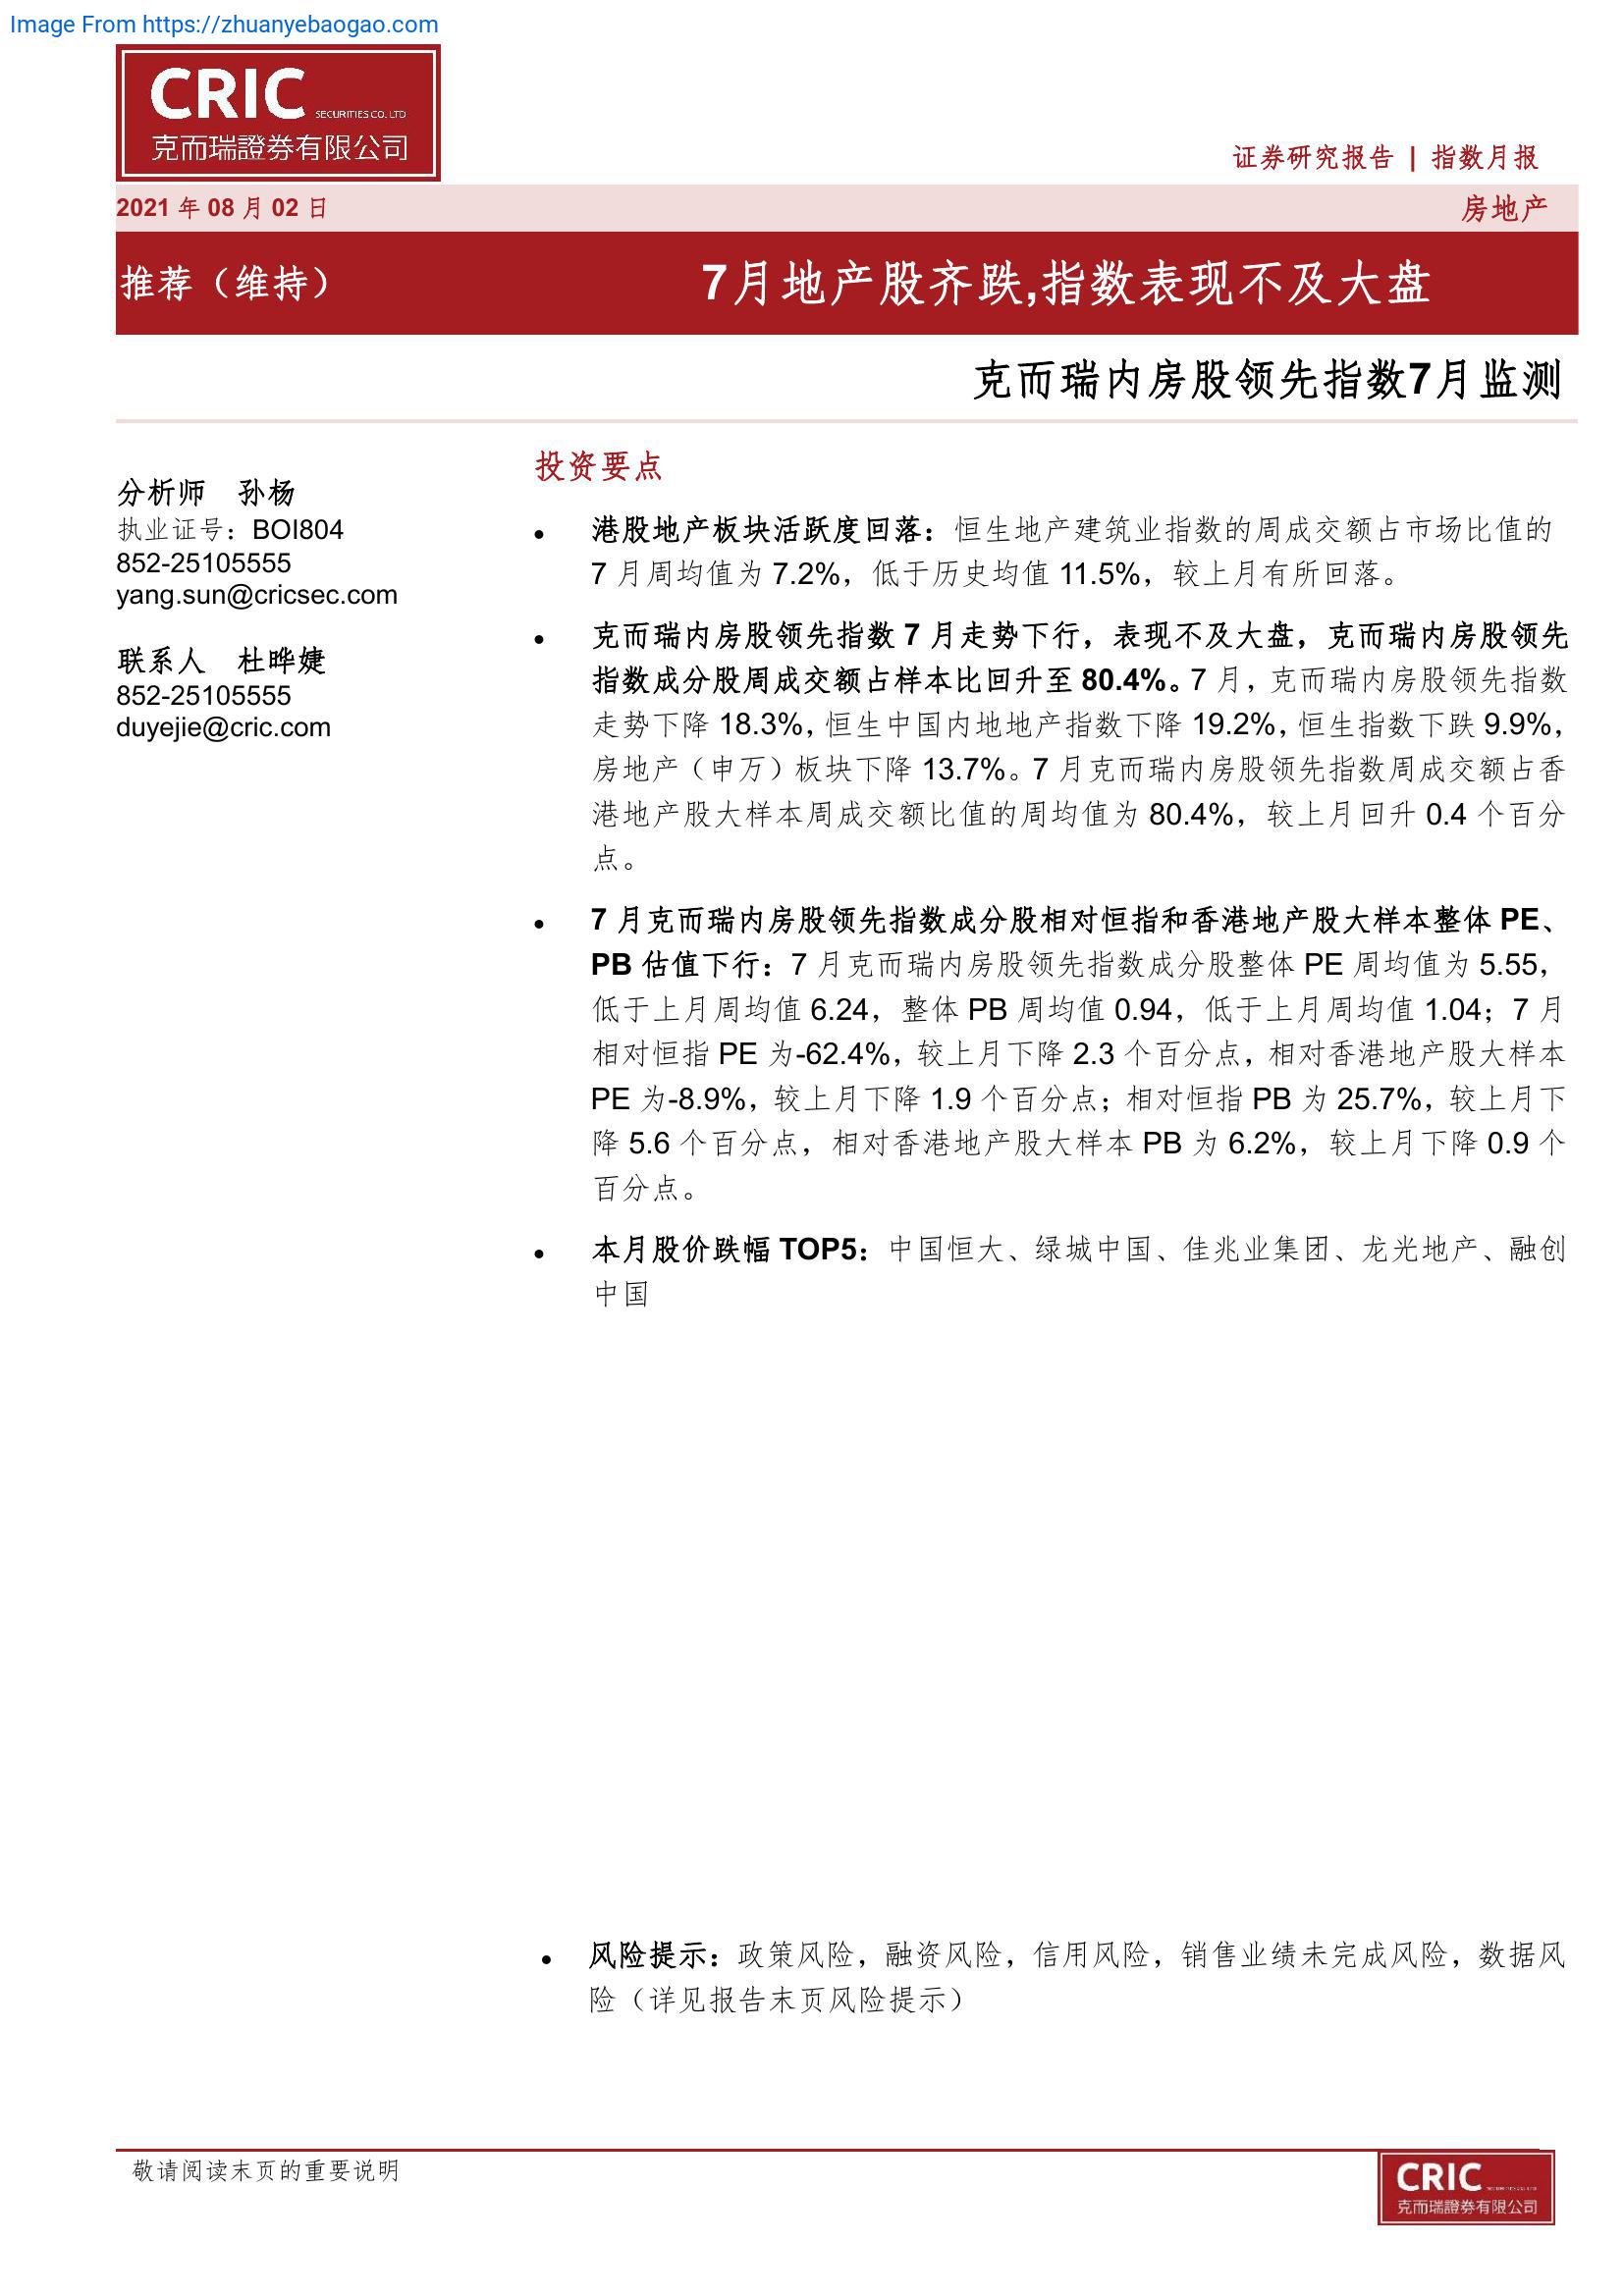 Image From https://zhuanyebaogao.com
CRIC SECURITIES CO. LTD
克而瑞證券有限公司
证券研究报告 | 指数月报
2021 年 08 月 02 日
房地产
推荐（维持）
7月地产股齐跌,指数表现不及大盘
克而瑞内房股领先指数7月监测
分析师 孙杨
执业证号：BOI804
852-25105555
yang.sun@cricsec.com
联系人 杜晔婕
852-25105555
duyejie@cric.com
投资要点
• 港股地产板块活跃度回落：恒生地产建筑业指数的周成交额占市场比值的
7 月周均值为 7.2%，低于历史均值 11.5%，较上月有所回落。
• 克而瑞内房股领先指数 7 月走势下行，表现不及大盘，克而瑞内房股领先
指数成分股周成交额占样本比回升至 80.4%。7 月，克而瑞内房股领先指数
走势下降 18.3%，恒生中国内地地产指数下降 19.2%，恒生指数下跌 9.9%，
房地产（申万）板块下降 13.7%。7 月克而瑞内房股领先指数周成交额占香
港地产股大样本周成交额比值的周均值为 80.4%，较上月回升 0.4 个百分
点。
• 7 月克而瑞内房股领先指数成分股相对恒指和香港地产股大样本整体 PE、
PB 估值下行：7 月克而瑞内房股领先指数成分股整体 PE 周均值为 5.55，
低于上月周均值 6.24，整体 PB 周均值 0.94，低于上月周均值 1.04；7 月
相对恒指 PE 为-62.4%，较上月下降 2.3 个百分点，相对香港地产股大样本
PE 为-8.9%，较上月下降 1.9 个百分点；相对恒指 PB 为 25.7%，较上月下
降 5.6 个百分点，相对香港地产股大样本 PB 为 6.2%，较上月下降 0.9 个
百分点。
• 本月股价跌幅 TOP5：中国恒大、绿城中国、佳兆业集团、龙光地产、融创
中国
• 风险提示：政策风险，融资风险，信用风险，销售业绩未完成风险，数据风
险（详见报告末页风险提示）
敬请阅读末页的重要说明
CRIC
克而瑞證券有限公司